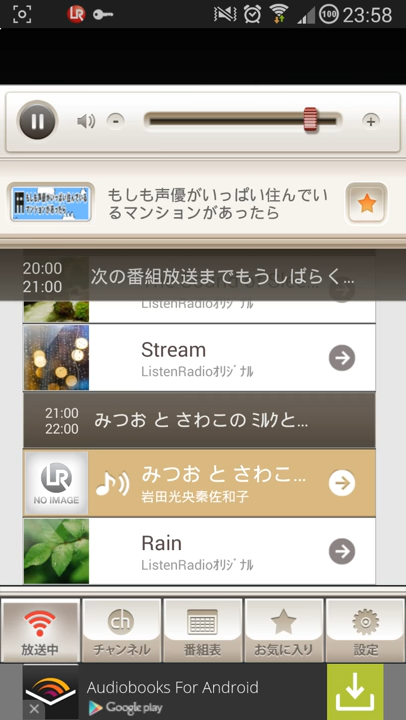 LR
100
23:58
-
+
もしも声優がいっぱい住んでい
るマンションがあったら
20:00
21:00
次の番組放送までもうしばらく...
ListenRadioｵﾘｼﾞﾅﾙ
Stream
ListenRadioｵﾘｼﾞﾅﾙ
21:00
22:00
みつお と さわこの ﾐﾙｸと...
LR
NO IMAGE
みつお と さわこ...
岩田光央秦佐和子
Rain
ListenRadioｵﾘｼﾞﾅﾙ
ch
放送中
チャンネル
番組表
お気に入り
設定
Audiobooks For Android
Google play